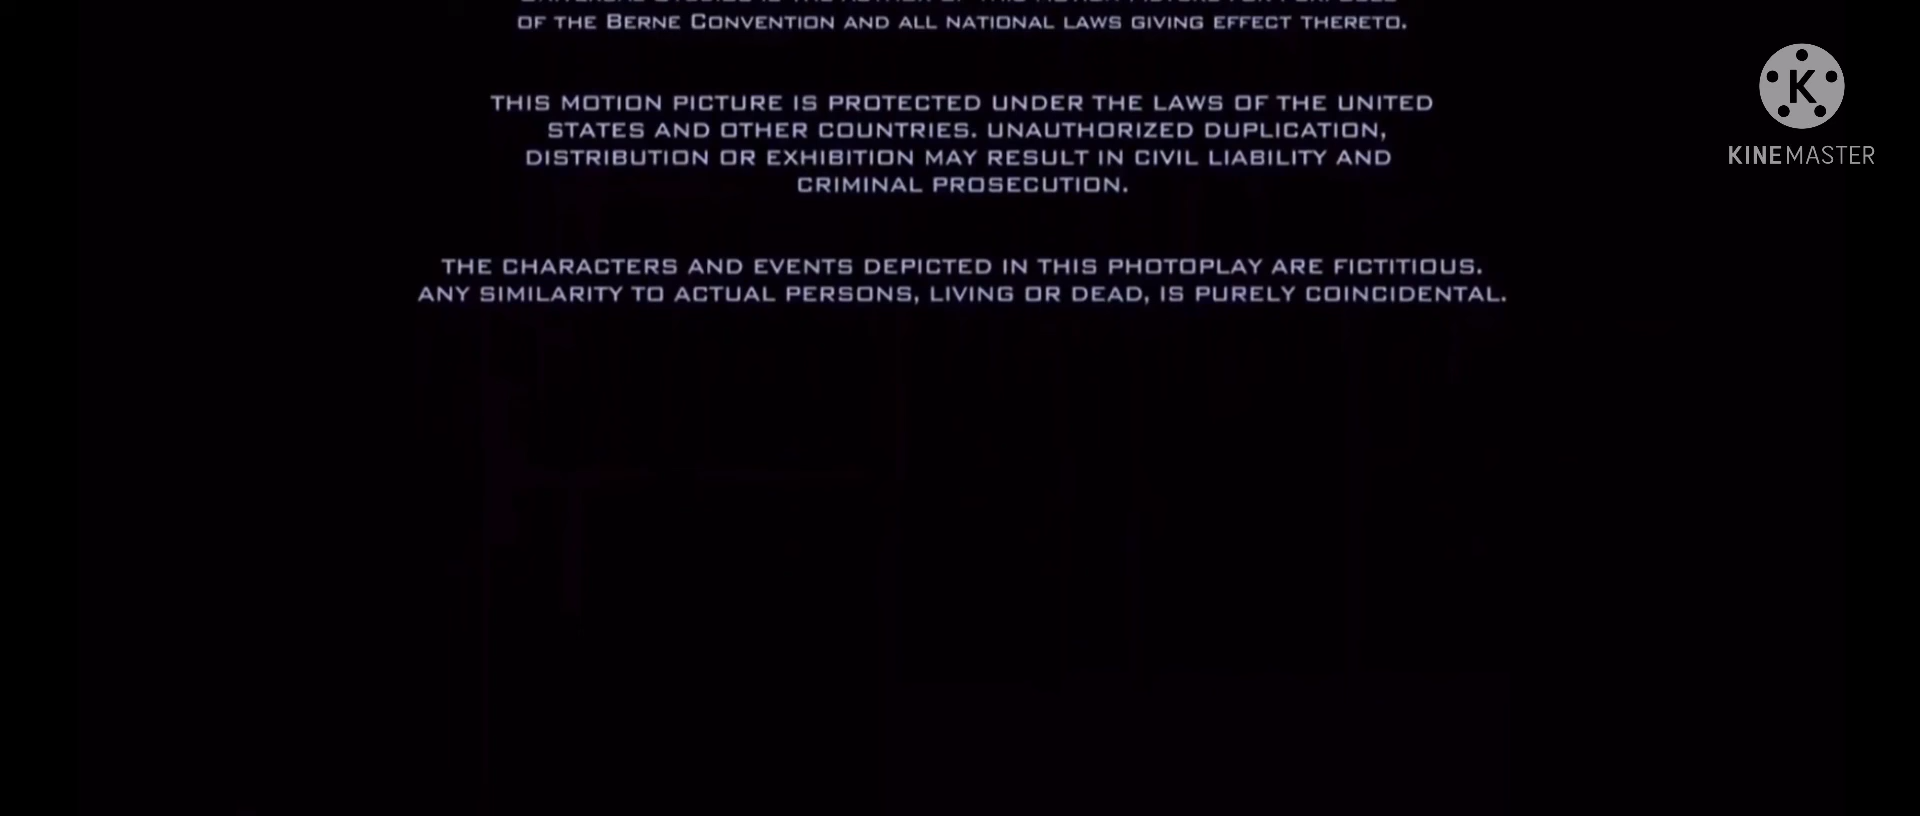 OF THE BERNE CONVENTION AND ALL NATIONAL LAWS GIVING EFFECT THERETO.
THIS MOTION PICTURE IS PROTECTED UNDER THE LAWS OF THE UNITED
STATES AND OTHER COUNTRIES. UNAUTHORIZED DUPLICATION,
DISTRIBUTION OR EXHIBITION MAY RESULT IN CIVIL LIABILITY AND
CRIMINAL PROSECUTION.
THE CHARACTERS AND EVENTS DEPICTED IN THIS PHOTOPLAY ARE FICTITIOUS.
ANY SIMILARITY TO ACTUAL PERSONS, LIVING OR DEAD, IS PURELY COINCIDENTAL.
K
KINEMASTER